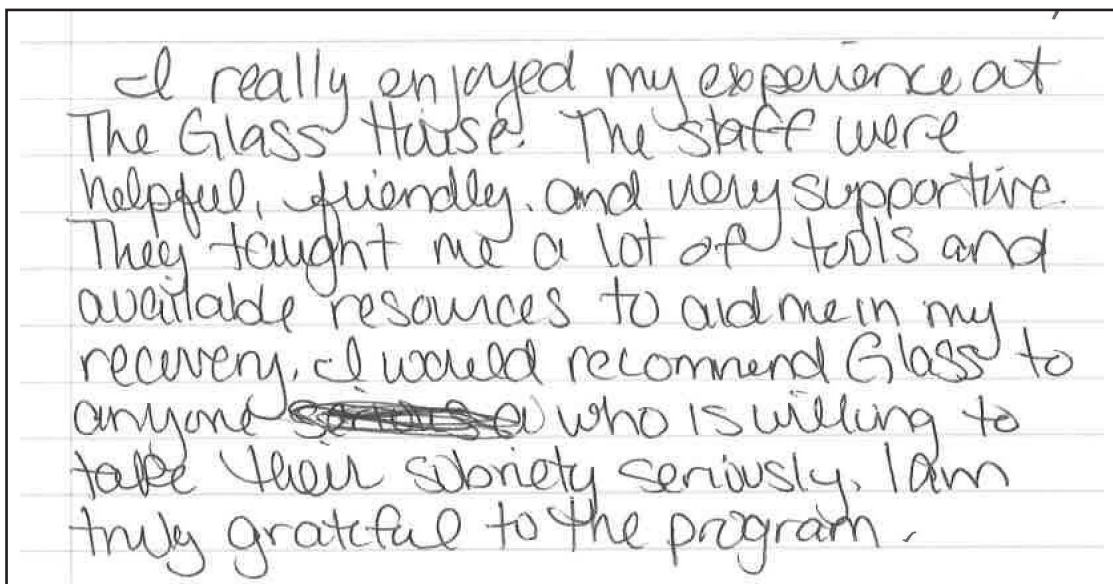 I really enjoyed my experience at
The Glass House. The staff were
helpful, friendly, and very supportive.
They taught me a lot of tools and
available resources to aid me in my
recovery. I would recommend Glass to
anyone who is willing to
take their sobriety seriously. I am
truly grateful to the program.